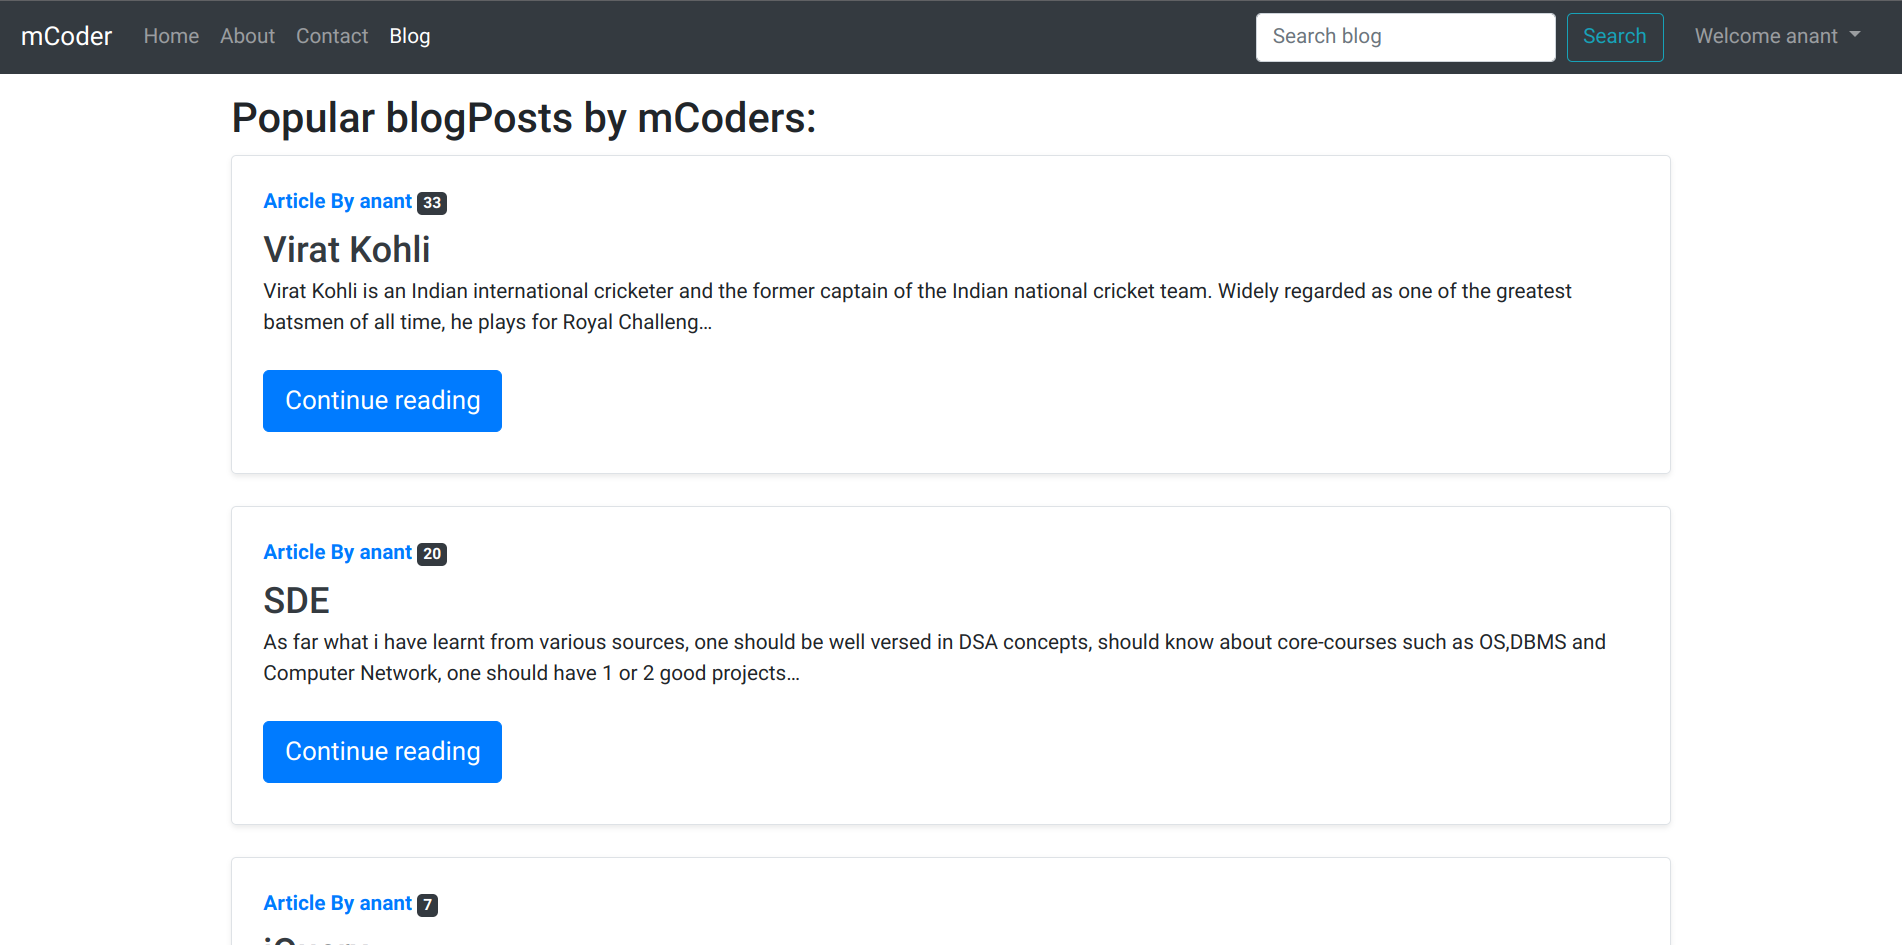 mCoder Home About Contact Blog Search blog Search Welcome anant
Popular blogPosts by mCoders:
Article By anant 33
Virat Kohli
Virat Kohli is an Indian international cricketer and the former captain of the Indian national cricket team. Widely regarded as one of the greatest
batsmen of all time, he plays for Royal Challeng…
Continue reading
Article By anant 20
SDE
As far what i have learnt from various sources, one should be well versed in DSA concepts, should know about core-courses such as OS,DBMS and
Computer Network, one should have 1 or 2 good projects…
Continue reading
Article By anant 7